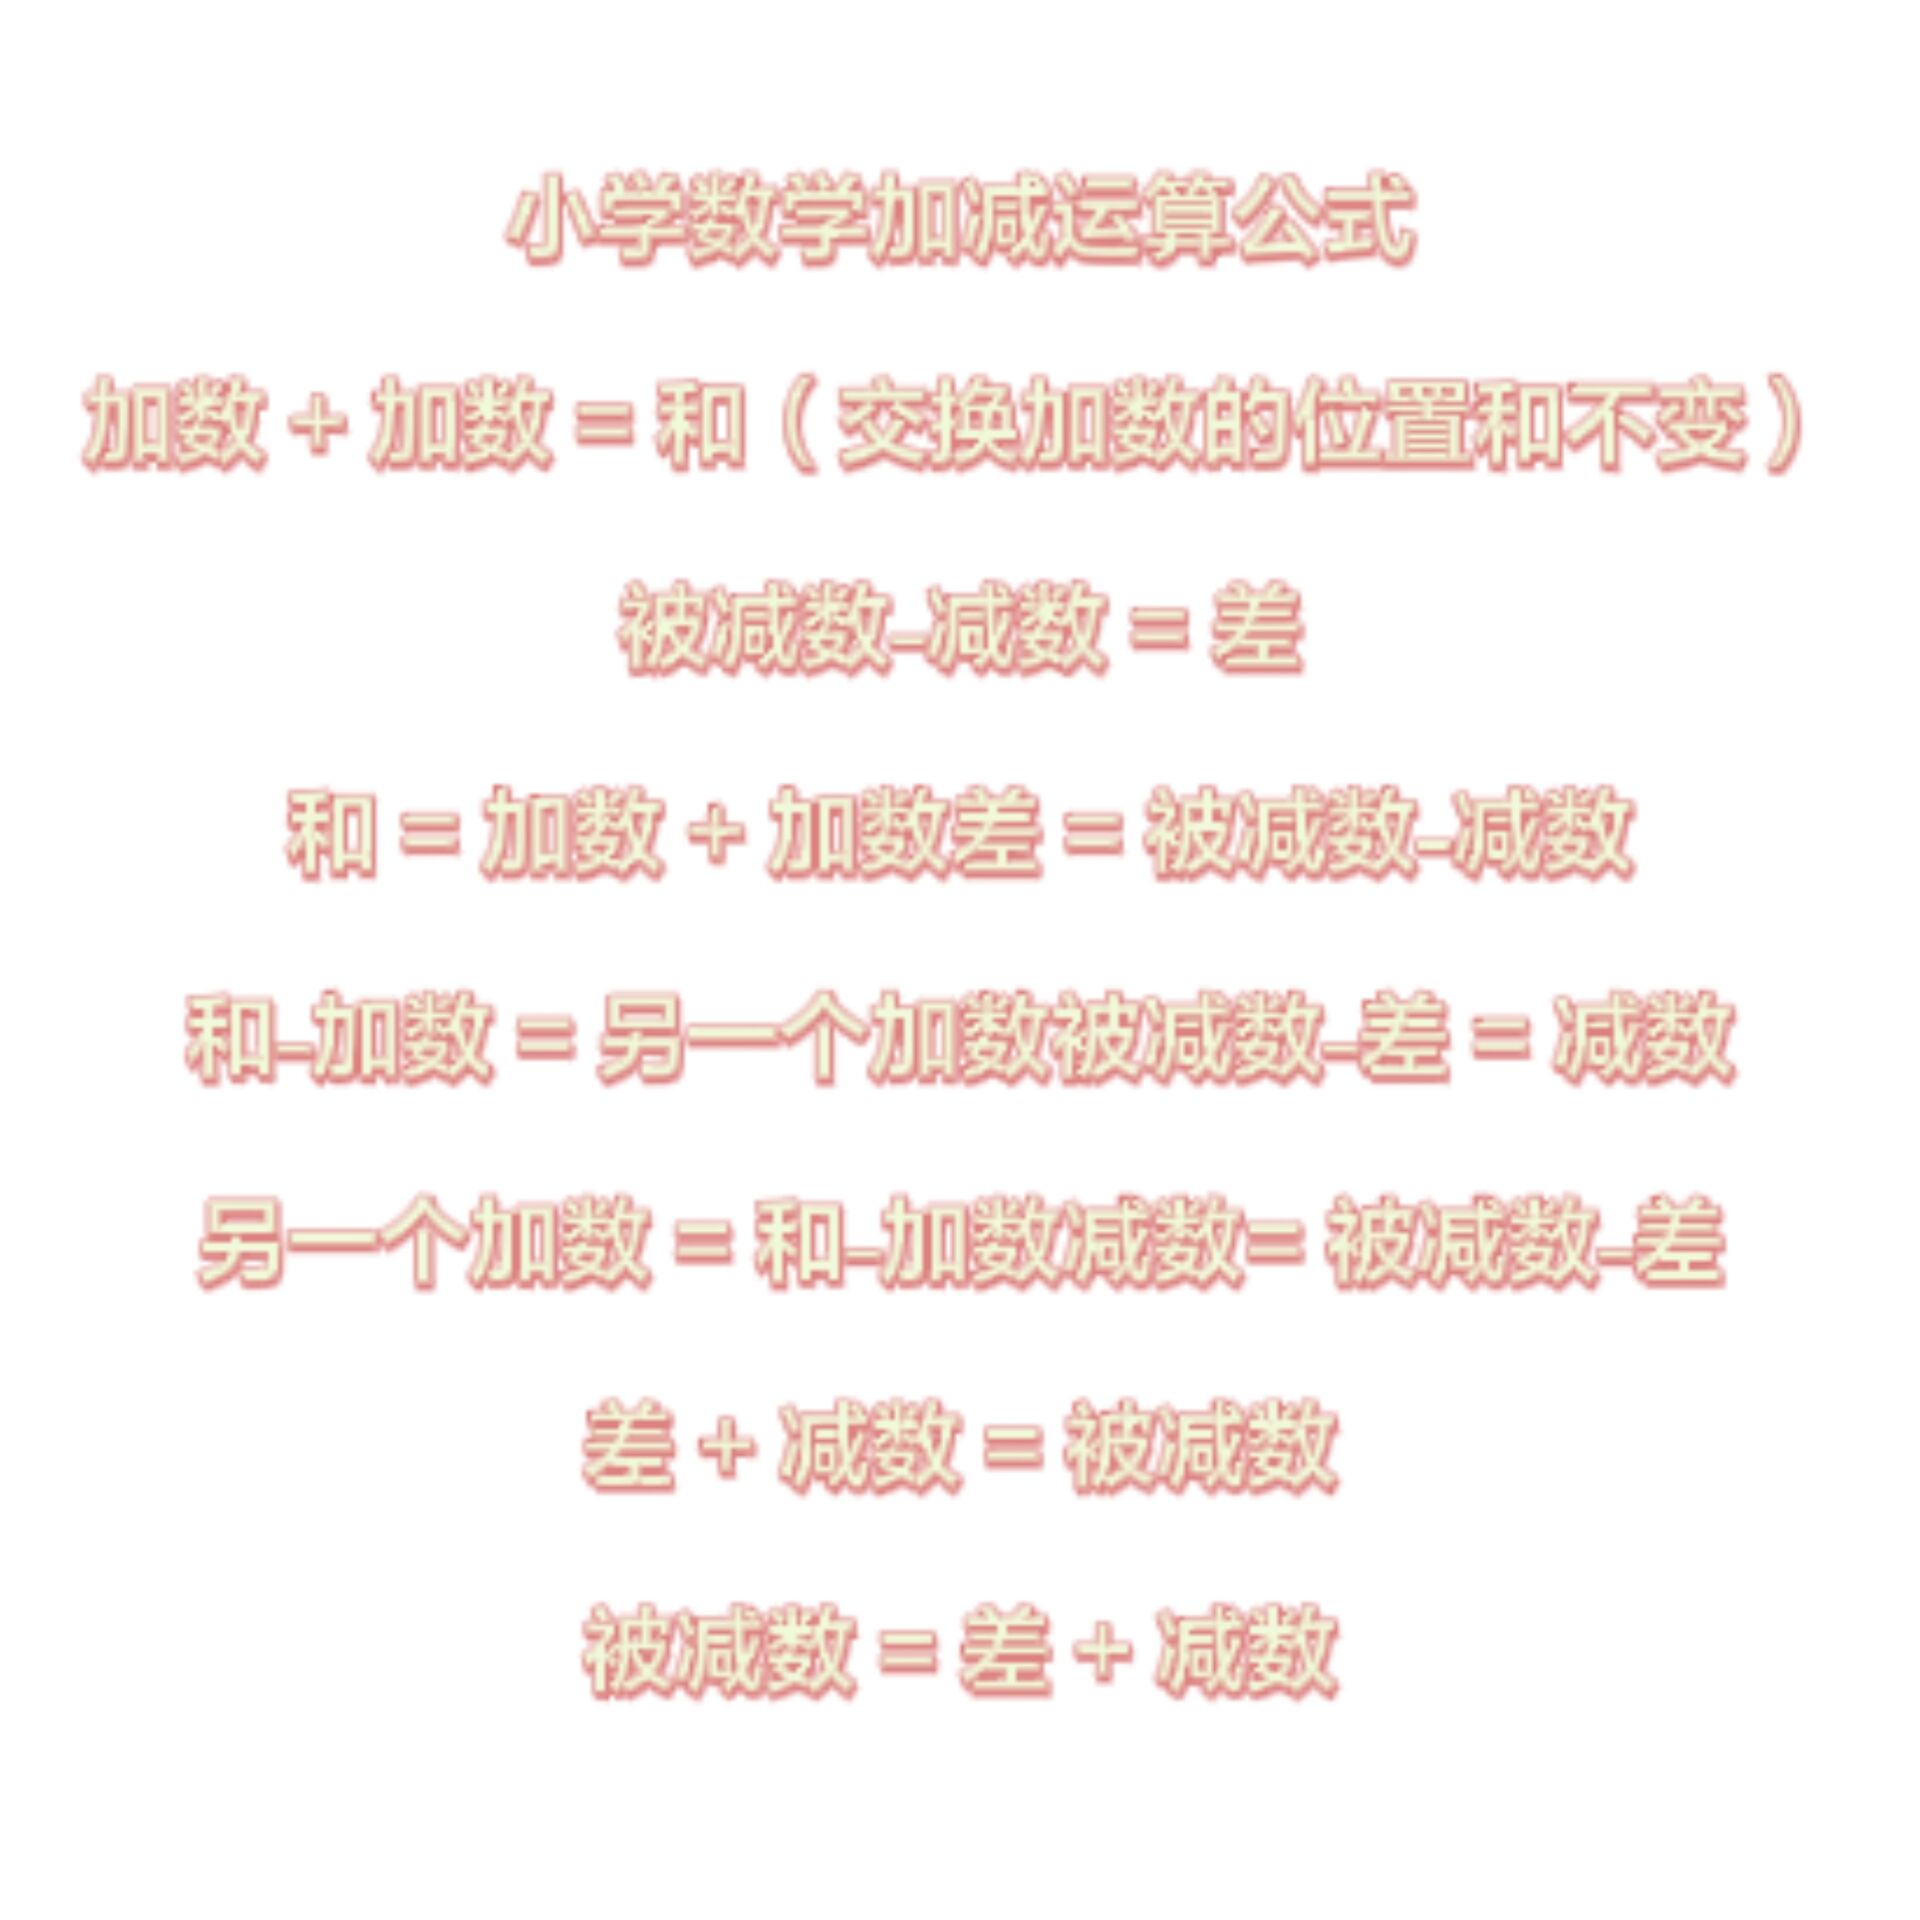 小学数学加减运算公式
加数 + 加数 = 和（交换加数的位置和不变）
被减数–减数 = 差
和 = 加数 + 加数差 = 被减数–减数
和–加数 = 另一个加数被减数–差 = 减数
另一个加数 = 和–加数减数= 被减数–差
差 + 减数 = 被减数
被减数 = 差 + 减数